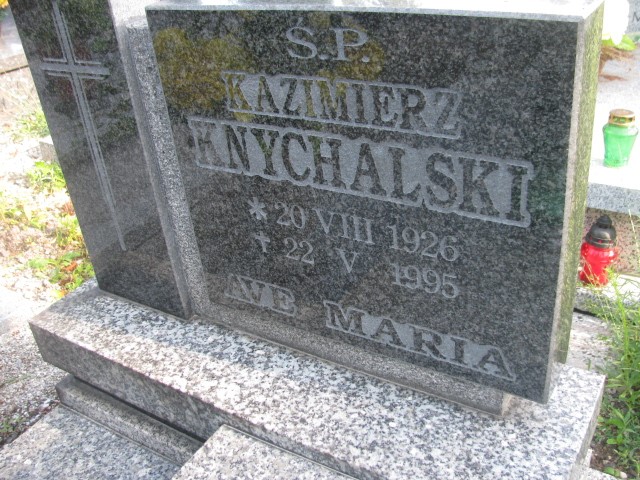 Ś.P.
KAZIMIERZ
KNYCHALSKI
* 20 VIII 1926
† 22 V 1995
AVE MARIA